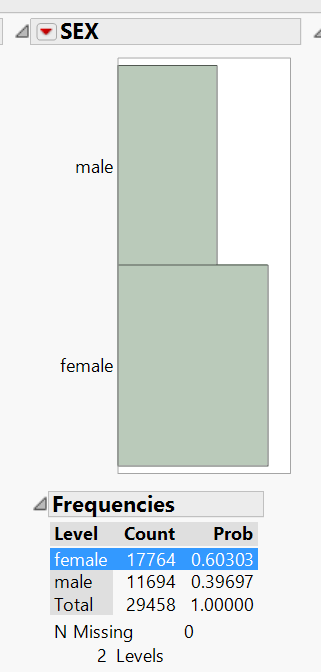 SEX
male
female
Frequencies
Level Count Prob
female 17764 0.60303
male 11694 0.39697
Total 29458 1.00000
N Missing 0
2 Levels